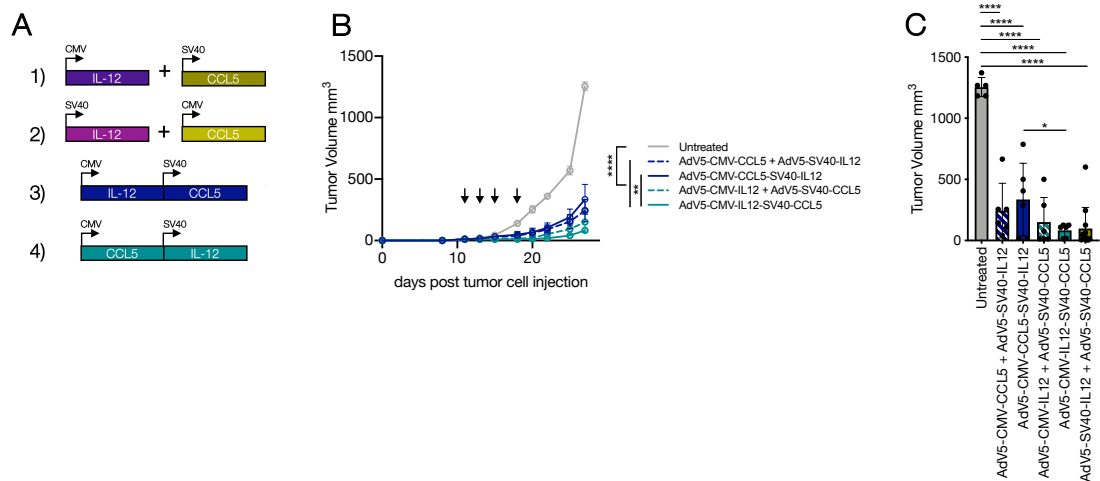 A
1)
CMV
IL-12
+
SV40
CCL5
2)
SV40
IL-12
+
CMV
CCL5
3)
CMV
SV40
IL-12
CCL5
4)
CMV
SV40
CCL5
IL-12
B
Tumor Volume mm³
1500
1000
500
0
0
10
20
days post tumor cell injection
Untreated
AdV5-CMV-CCL5 + AdV5-SV40-IL12
AdV5-CMV-CCL5-SV40-IL12
AdV5-CMV-IL12 + AdV5-SV40-CCL5
AdV5-CMV-IL12-SV40-CCL5
****
**
C
****
****
****
****
****
*
Tumor Volume mm³
1500
1000
500
0
Untreated
AdV5-CMV-CCL5 + AdV5-SV40-IL12
AdV5-CMV-CCL5-SV40-IL12
AdV5-CMV-IL12 + AdV5-SV40-CCL5
AdV5-CMV-IL12-SV40-CCL5
AdV5-SV40-IL12 + AdV5-SV40-CCL5